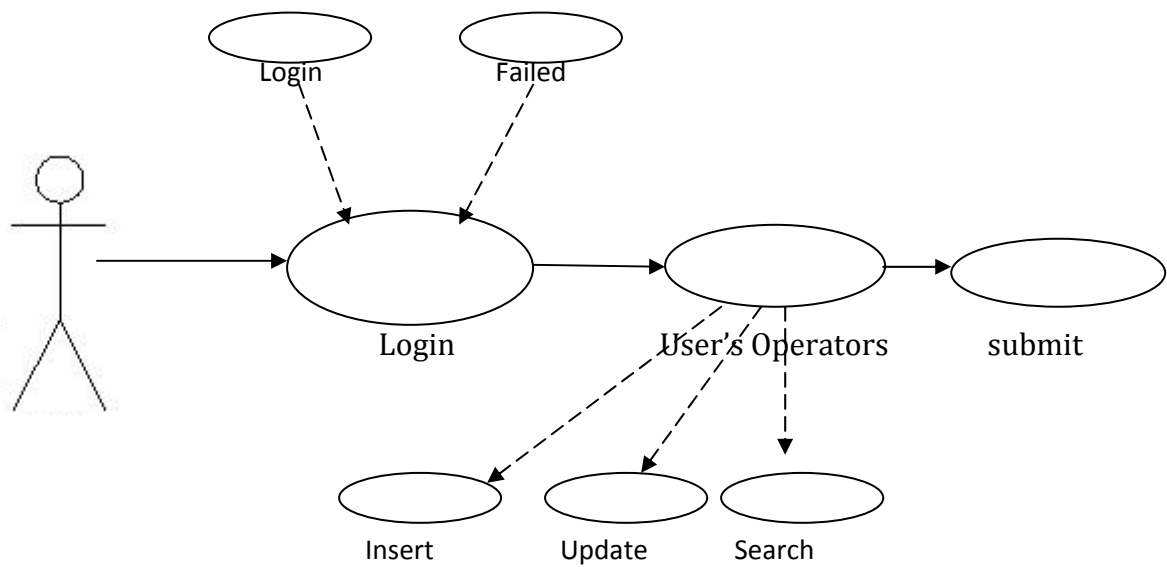 Login
Failed
Login
User’s Operators
submit
Insert
Update
Search